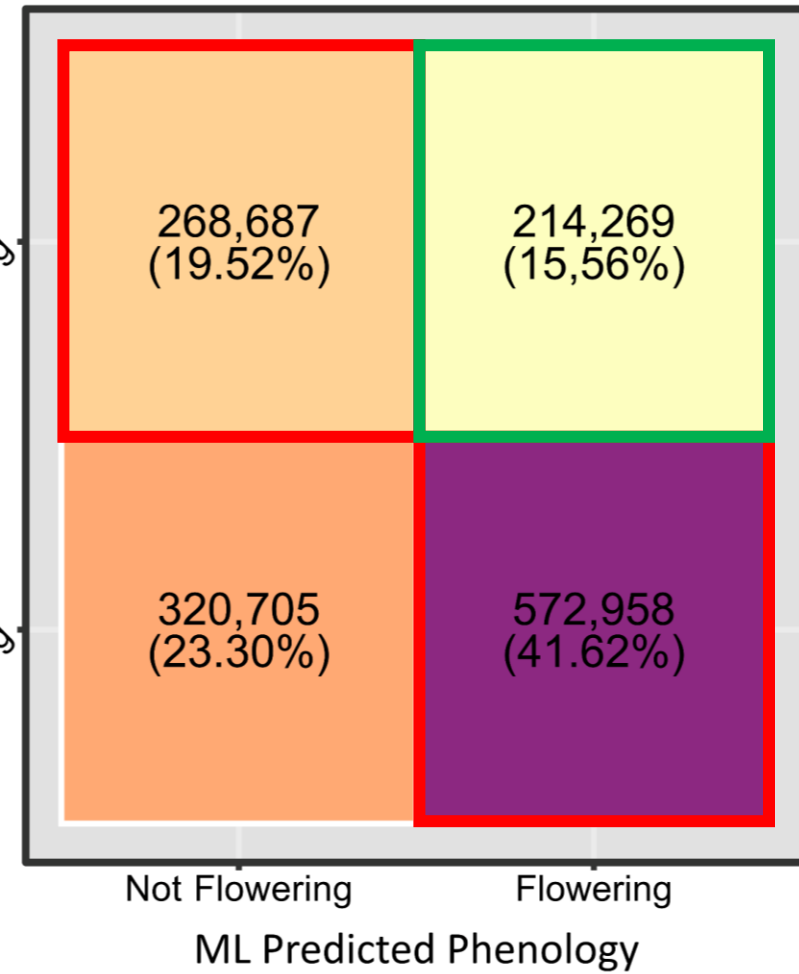 268,687
(19.52%)
214,269
(15,56%)
320,705
(23.30%)
572,958
(41.62%)
Not Flowering
Flowering
ML Predicted Phenology